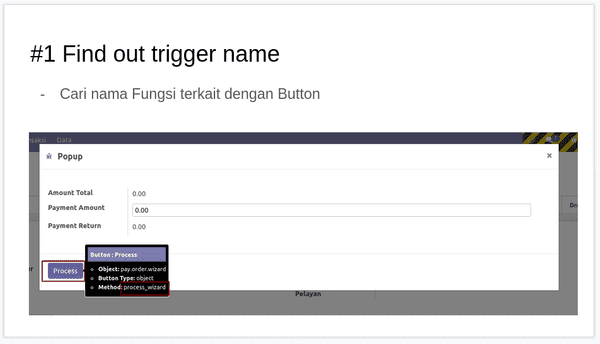 #1 Find out trigger name
- Cari nama Fungsi terkait dengan Button
Data
Popup ×
Amount Total 0.00
Payment Amount 0.00
Payment Return 0.00
Process
Button : Process
Object: pay.order.wizard
Button Type: object
Method: process_wizard
Pelayan